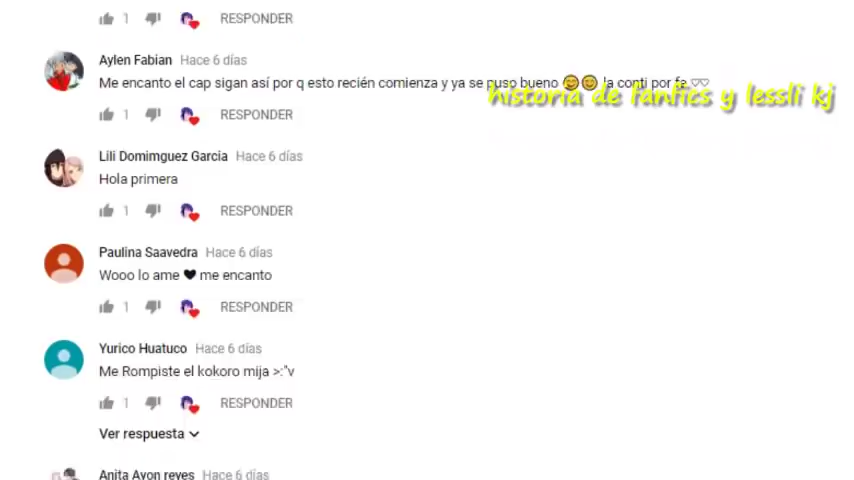 1 RESPONDER
Aylen Fabian Hace 6 días
Me encanto el cap sigan así por q esto recién comienza y ya se puso bueno 😊😊 la conti por fe ♡♡
historia de fanfics y lessli kj
1 RESPONDER
Lili Domimguez Garcia Hace 6 días
Hola primera
1 RESPONDER
Paulina Saavedra Hace 6 días
Wooo lo ame ♥ me encanto
1 RESPONDER
Yurico Huatuco Hace 6 días
Me Rompiste el kokoro mija >:"v
1 RESPONDER
Ver respuesta
Anita Ayon reyes Hace 6 días